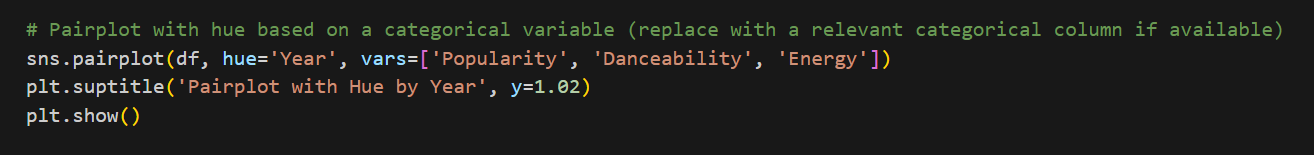 # Pairplot with hue based on a categorical variable (replace with a relevant categorical column if available)
sns.pairplot(df, hue='Year', vars=['Popularity', 'Danceability', 'Energy'])
plt.suptitle('Pairplot with Hue by Year', y=1.02)
plt.show()